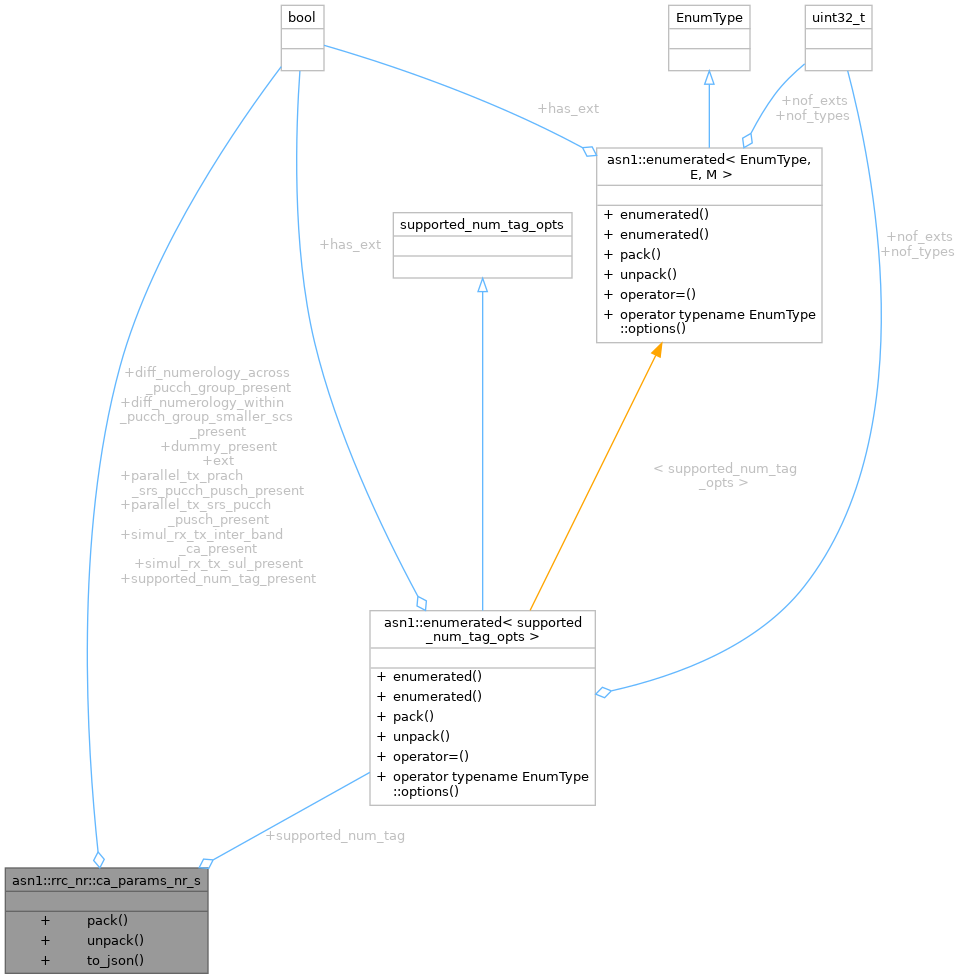 bool
EnumType
uint32_t
+has_ext
+nof_exts
+nof_types
asn1::enumerated< EnumType,
E, M >
+ enumerated()
+ enumerated()
+ pack()
+ unpack()
+ operator=()
+ operator typename EnumType
::options()
supported_num_tag_opts
+has_ext
+nof_exts
+nof_types
+diff_numerology_across
_pucch_group_present
+diff_numerology_within
_pucch_group_smaller_scs
_present
+dummy_present
+ext
+parallel_tx_prach
_srs_pucch_pusch_present
+parallel_tx_srs_pucch
_pusch_present
+simul_rx_tx_inter_band
_ca_present
+simul_rx_tx_sul_present
+supported_num_tag_present
< supported_num_tag
_opts >
asn1::enumerated< supported
_num_tag_opts >
+ enumerated()
+ enumerated()
+ pack()
+ unpack()
+ operator=()
+ operator typename EnumType
::options()
+supported_num_tag
asn1::rrc_nr::ca_params_nr_s
+ pack()
+ unpack()
+ to_json()